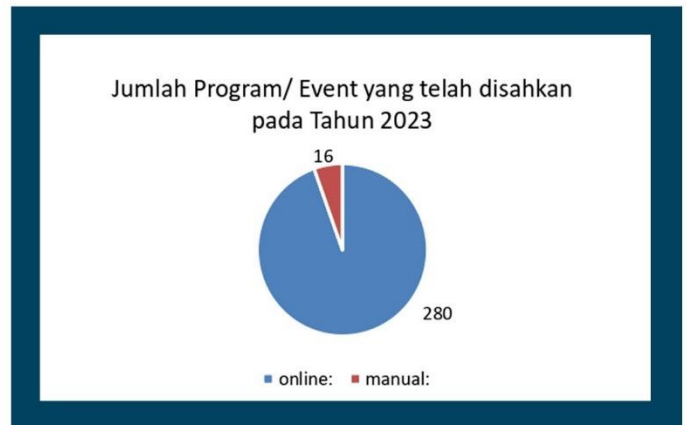 Jumlah Program/ Event yang telah disahkan
pada Tahun 2023
16
280
online: manual: